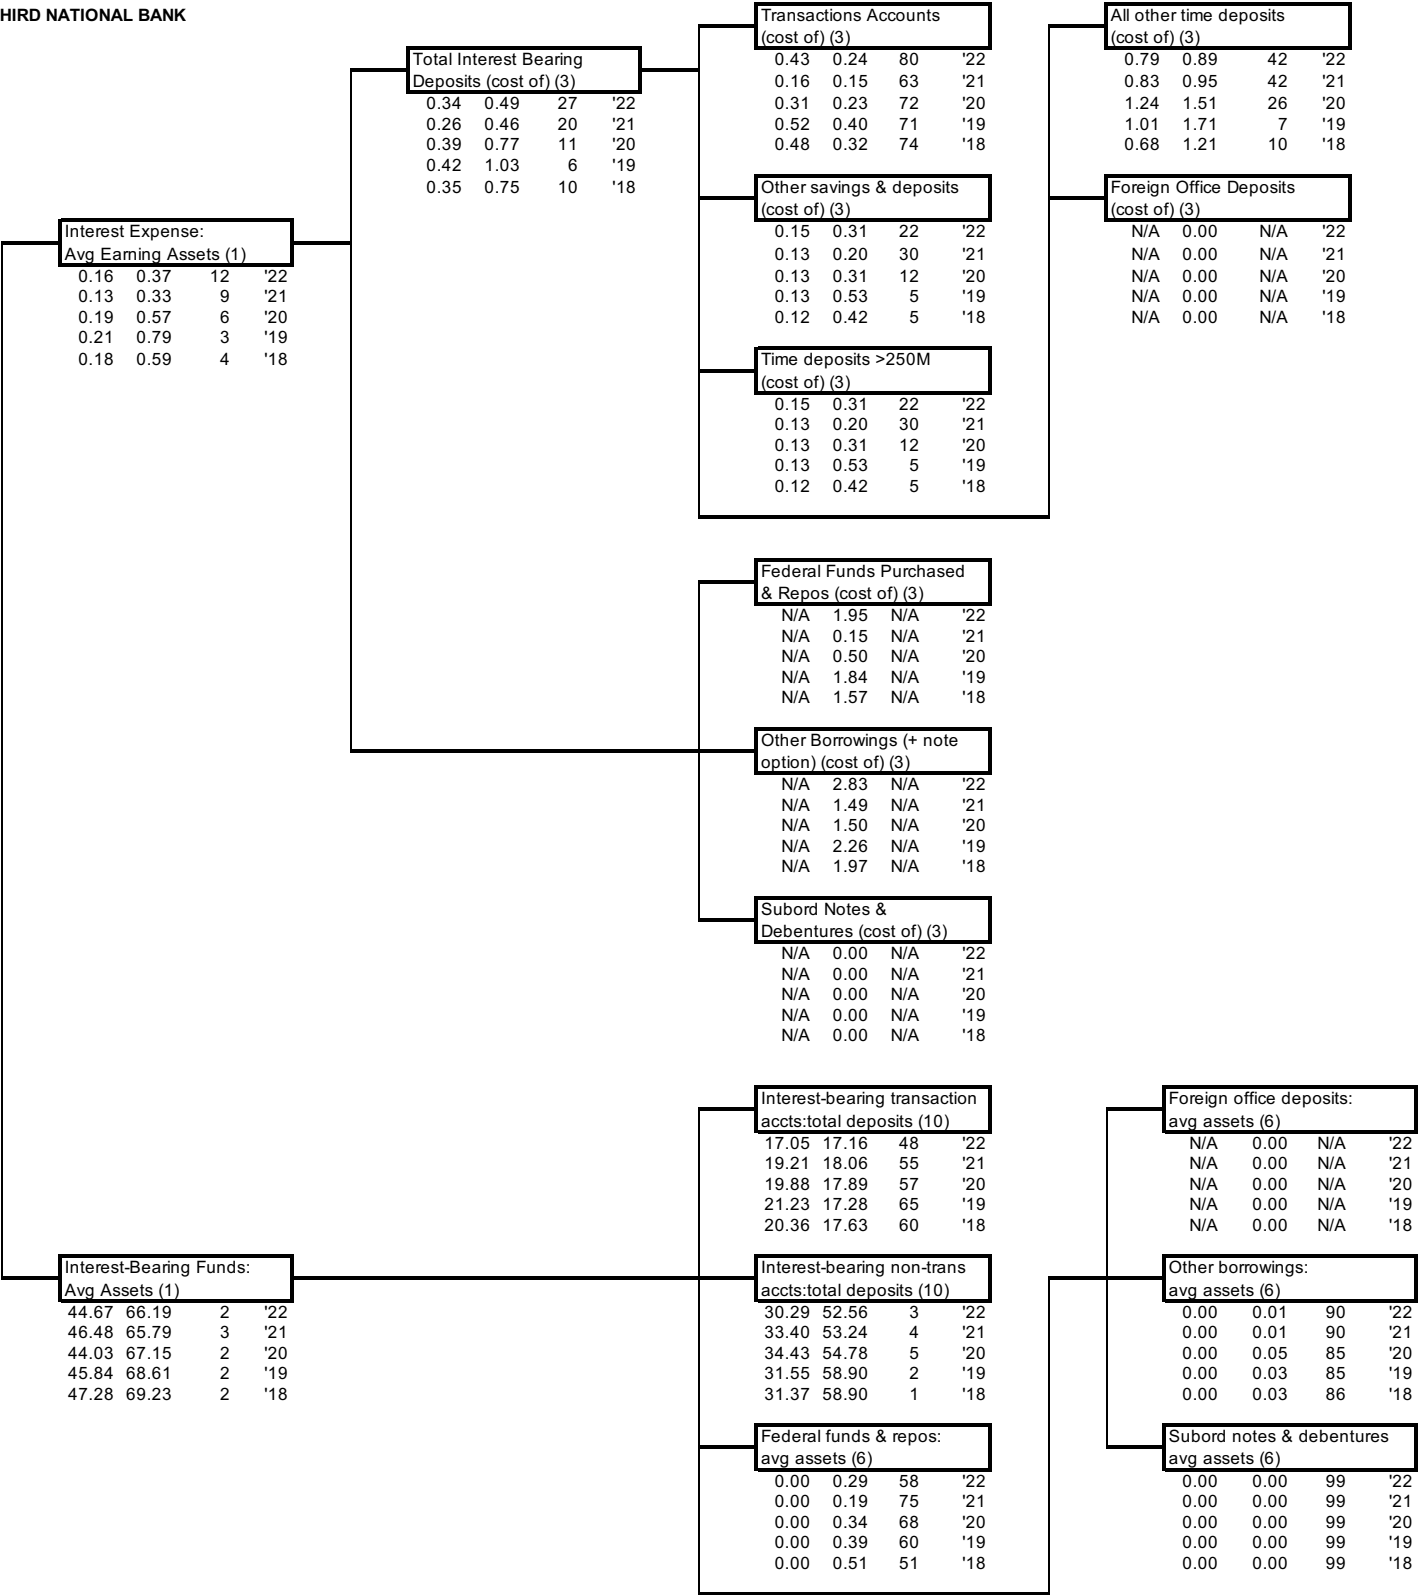 HIRD NATIONAL BANK
Transactions Accounts
(cost of) (3)
0.43 0.24 80 '22
0.16 0.15 63 '21
0.31 0.23 72 '20
0.52 0.40 71 '19
0.48 0.32 74 '18
All other time deposits
(cost of) (3)
0.79 0.89 42 '22
0.83 0.95 42 '21
1.24 1.51 26 '20
1.01 1.71 7 '19
0.68 1.21 10 '18
Total Interest Bearing
Deposits (cost of) (3)
0.34 0.49 27 '22
0.26 0.46 20 '21
0.39 0.77 11 '20
0.42 1.03 6 '19
0.35 0.75 10 '18
Other savings & deposits
(cost of) (3)
0.15 0.31 22 '22
0.13 0.20 30 '21
0.13 0.31 12 '20
0.13 0.53 5 '19
0.12 0.42 5 '18
Foreign Office Deposits
(cost of) (3)
N/A 0.00 N/A '22
N/A 0.00 N/A '21
N/A 0.00 N/A '20
N/A 0.00 N/A '19
N/A 0.00 N/A '18
Interest Expense:
Avg Earning Assets (1)
0.16 0.37 12 '22
0.13 0.33 9 '21
0.19 0.57 6 '20
0.21 0.79 3 '19
0.18 0.59 4 '18
Time deposits >250M
(cost of) (3)
0.15 0.31 22 '22
0.13 0.20 30 '21
0.13 0.31 12 '20
0.13 0.53 5 '19
0.12 0.42 5 '18
Federal Funds Purchased
& Repos (cost of) (3)
N/A 1.95 N/A '22
N/A 0.15 N/A '21
N/A 0.50 N/A '20
N/A 1.84 N/A '19
N/A 1.57 N/A '18
Other Borrowings (+ note
option) (cost of) (3)
N/A 2.83 N/A '22
N/A 1.49 N/A '21
N/A 1.50 N/A '20
N/A 2.26 N/A '19
N/A 1.97 N/A '18
Subord Notes &
Debentures (cost of) (3)
N/A 0.00 N/A '22
N/A 0.00 N/A '21
N/A 0.00 N/A '20
N/A 0.00 N/A '19
N/A 0.00 N/A '18
Interest-bearing transaction
accts:total deposits (10)
17.05 17.16 48 '22
19.21 18.06 55 '21
19.88 17.89 57 '20
21.23 17.28 65 '19
20.36 17.63 60 '18
Foreign office deposits:
avg assets (6)
N/A 0.00 N/A '22
N/A 0.00 N/A '21
N/A 0.00 N/A '20
N/A 0.00 N/A '19
N/A 0.00 N/A '18
Interest-Bearing Funds:
Avg Assets (1)
44.67 66.19 2 '22
46.48 65.79 3 '21
44.03 67.15 2 '20
45.84 68.61 2 '19
47.28 69.23 2 '18
Interest-bearing non-trans
accts:total deposits (10)
30.29 52.56 3 '22
33.40 53.24 4 '21
34.43 54.78 5 '20
31.55 58.90 2 '19
31.37 58.90 1 '18
Other borrowings:
avg assets (6)
0.00 0.01 90 '22
0.00 0.01 90 '21
0.00 0.05 85 '20
0.00 0.03 85 '19
0.00 0.03 86 '18
Federal funds & repos:
avg assets (6)
0.00 0.29 58 '22
0.00 0.19 75 '21
0.00 0.34 68 '20
0.00 0.39 60 '19
0.00 0.51 51 '18
Subord notes & debentures
avg assets (6)
0.00 0.00 99 '22
0.00 0.00 99 '21
0.00 0.00 99 '20
0.00 0.00 99 '19
0.00 0.00 99 '18